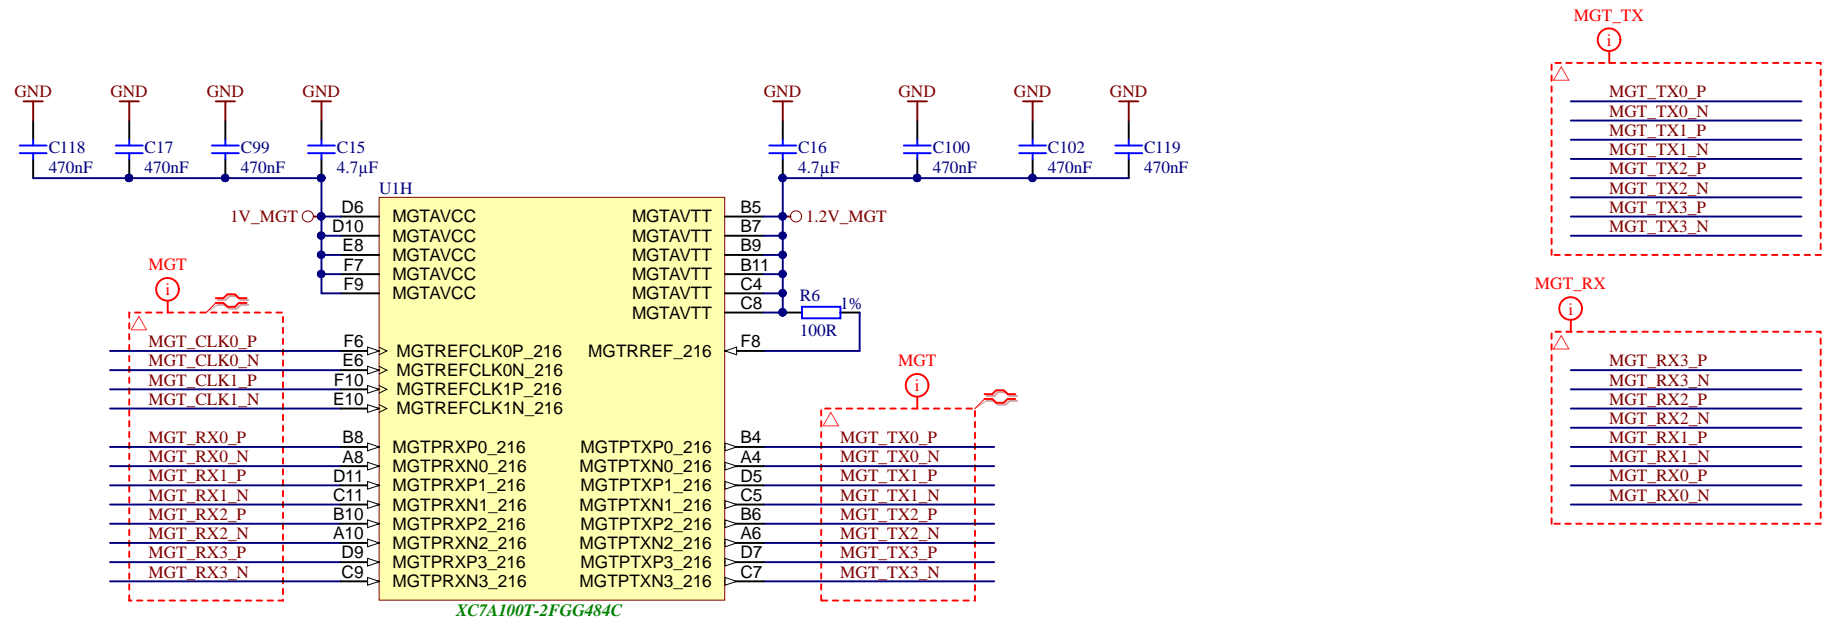 MGT_TX
i
GND GND GND GND GND GND GND GND
MGT_TX0_P
MGT_TX0_N
MGT_TX1_P
MGT_TX1_N
MGT_TX2_P
MGT_TX2_N
MGT_TX3_P
MGT_TX3_N
C118 C17 C99 C15 C16 C100 C102 C119
470nF 470nF 470nF 4.7µF 4.7µF 470nF 470nF 470nF
U1H
1V_MGT D6 MGTAVCC MGTAVTT B5 1.2V_MGT
D10 MGTAVCC MGTAVTT B7
E8 MGTAVCC MGTAVTT B9
F7 MGTAVCC MGTAVTT B11
F9 MGTAVCC MGTAVTT C4
MGTAVTT C8 R6 1%
100R
MGT
i
MGT_CLK0_P F6 MGTREFCLK0P_216 MGTRREF_216 F8
MGT_CLK0_N E6 MGTREFCLK0N_216
MGT_CLK1_P F10 MGTREFCLK1P_216
MGT_CLK1_N E10 MGTREFCLK1N_216
MGT
i
MGT_RX0_P B8 MGTPRXP0_216 MGTPTXP0_216 B4 MGT_TX0_P
MGT_RX0_N A8 MGTPRXN0_216 MGTPTXN0_216 A4 MGT_TX0_N
MGT_RX1_P D11 MGTPRXP1_216 MGTPTXP1_216 D5 MGT_TX1_P
MGT_RX1_N C11 MGTPRXN1_216 MGTPTXN1_216 C5 MGT_TX1_N
MGT_RX2_P B10 MGTPRXP2_216 MGTPTXP2_216 B6 MGT_TX2_P
MGT_RX2_N A10 MGTPRXN2_216 MGTPTXN2_216 A6 MGT_TX2_N
MGT_RX3_P D9 MGTPRXP3_216 MGTPTXP3_216 D7 MGT_TX3_P
MGT_RX3_N C9 MGTPRXN3_216 MGTPTXN3_216 C7 MGT_TX3_N
XC7A100T-2FGG484C
MGT_RX
i
MGT_RX3_P
MGT_RX3_N
MGT_RX2_P
MGT_RX2_N
MGT_RX1_P
MGT_RX1_N
MGT_RX0_P
MGT_RX0_N